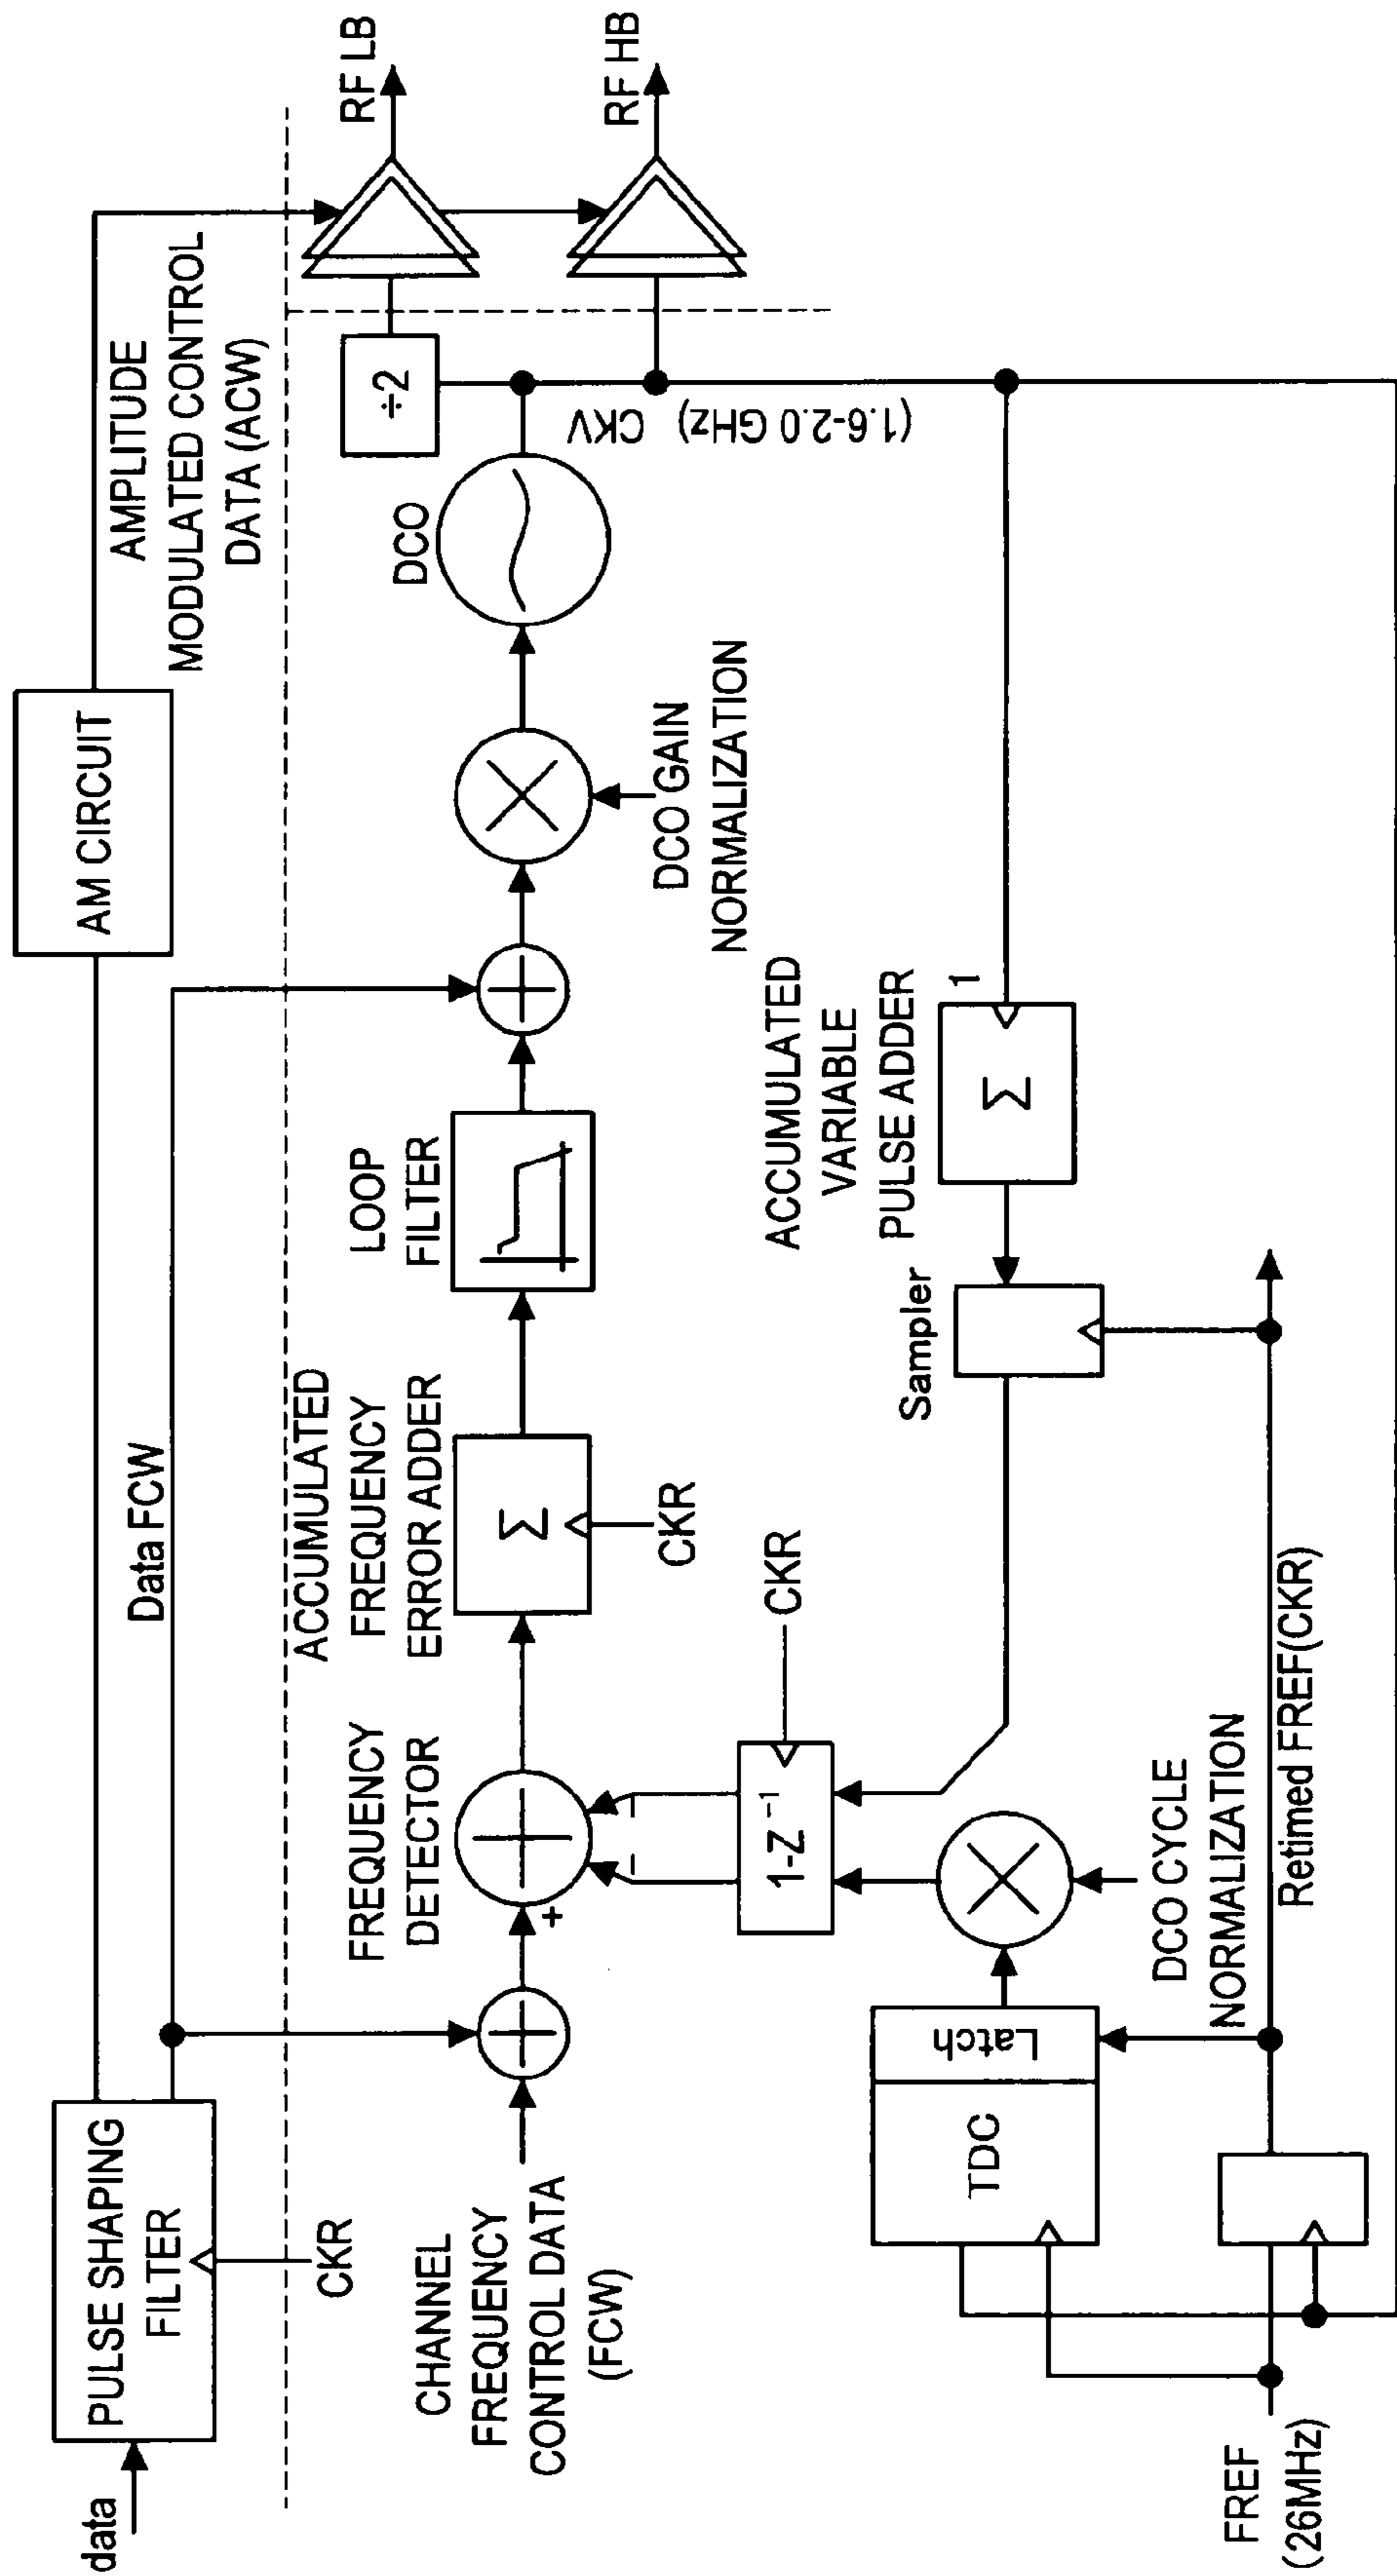 data
PULSE SHAPING
FILTER
CKR
Data FCW
AM CIRCUIT
AMPLITUDE
MODULATED CONTROL
DATA (ACW)
RF LB
RF HB
CHANNEL
FREQUENCY
CONTROL DATA
(FCW)
+
FREQUENCY
DETECTOR
ACCUMULATED
FREQUENCY
ERROR ADDER
Σ
CKR
LOOP
FILTER
DCO GAIN
NORMALIZATION
DCO
÷2
CKV
(1.6-2.0 GHz)
1-Z⁻¹
CKR
Sampler
ACCUMULATED
VARIABLE
PULSE ADDER
Σ
1
TDC
Latch
DCO CYCLE
NORMALIZATION
Retimed FREF(CKR)
FREF
(26MHz)